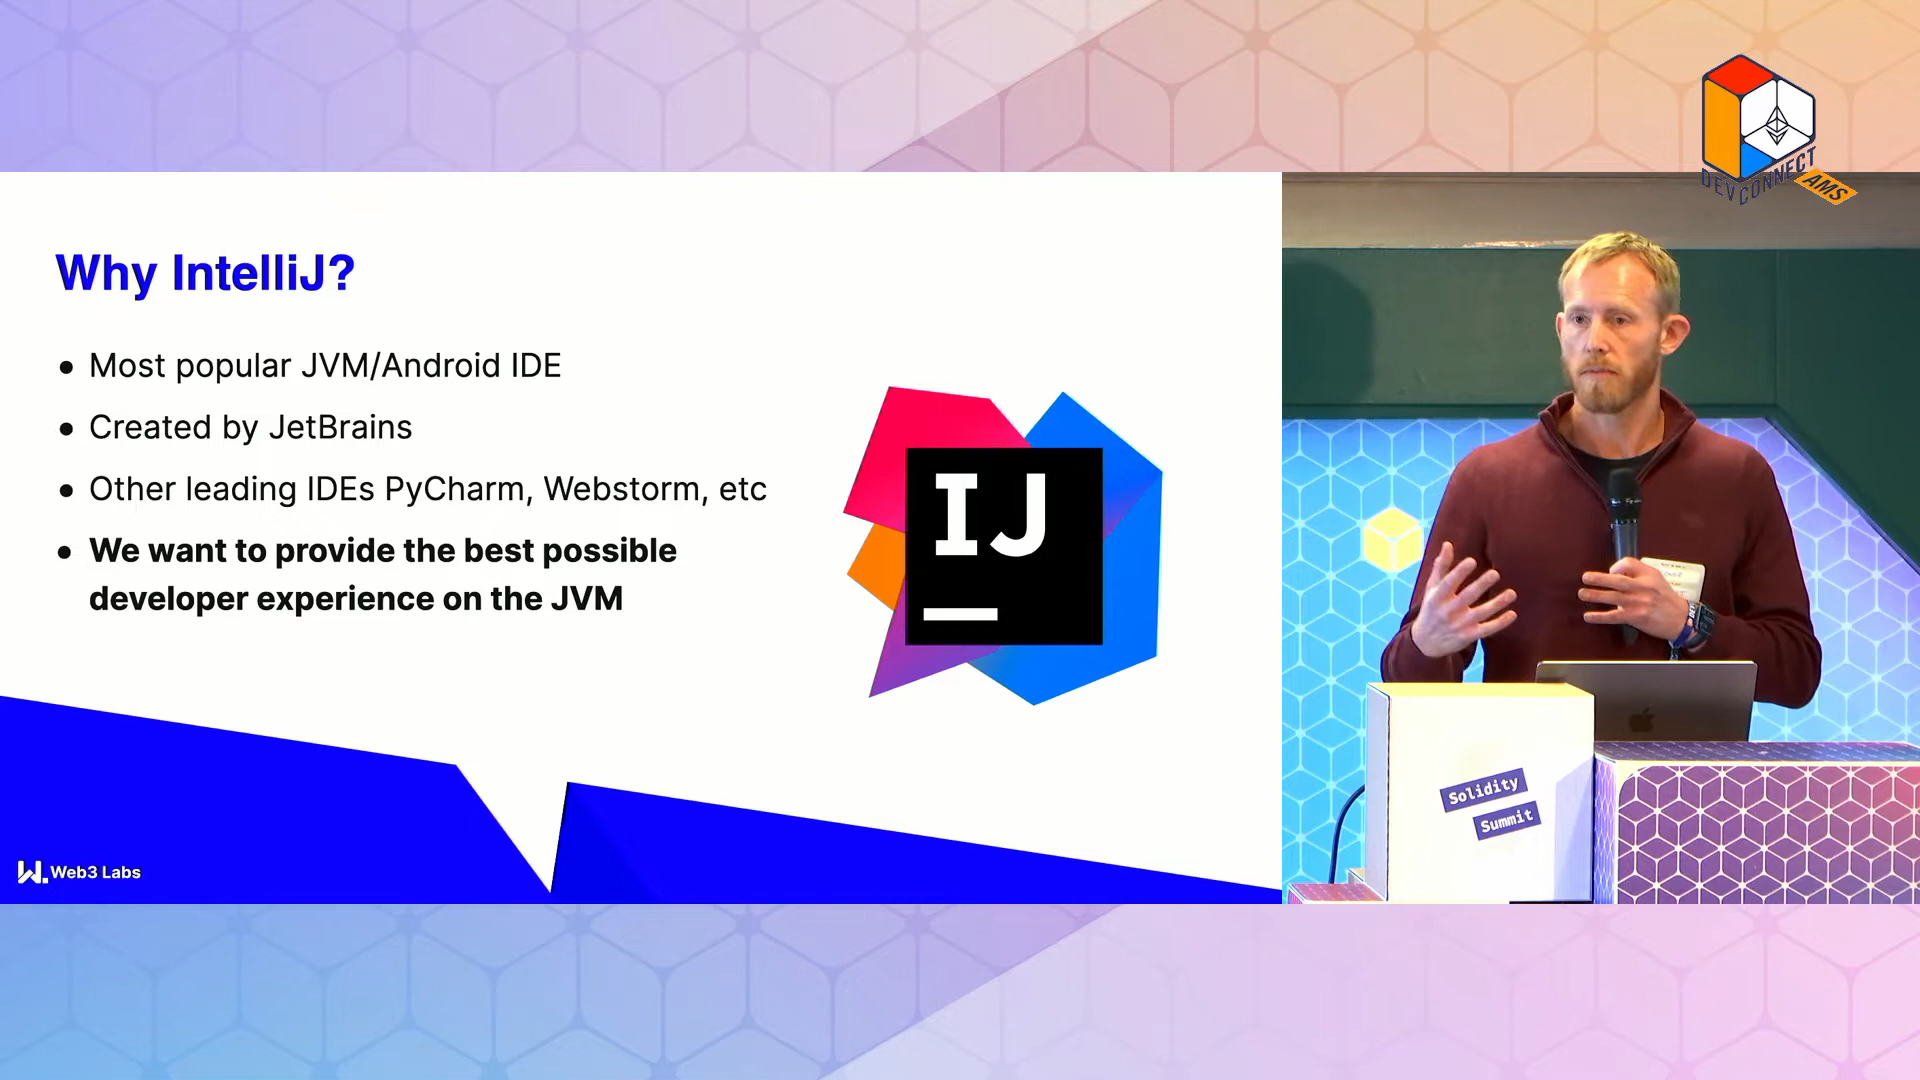 DEVCONNECT
AMS
Why IntelliJ?
• Most popular JVM/Android IDE
• Created by JetBrains
• Other leading IDEs PyCharm, Webstorm, etc
• We want to provide the best possible
developer experience on the JVM
IJ
W. Web3 Labs
Solidity
Summit